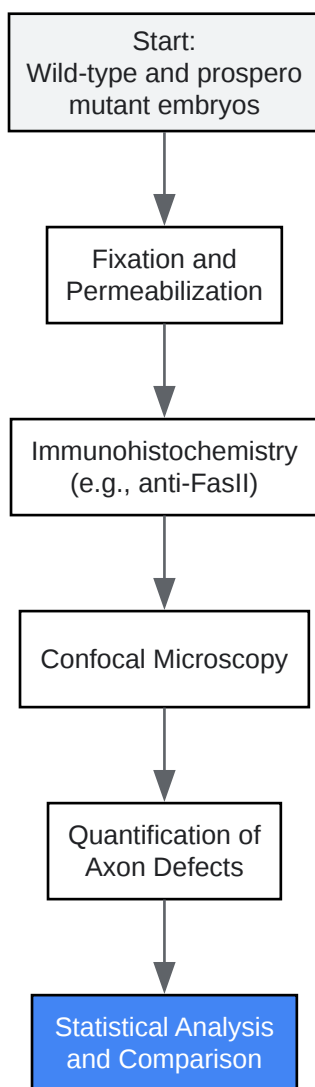 Start:
Wild-type and prospero
mutant embryos
Fixation and
Permeabilization
Immunohistochemistry
(e.g., anti-FasII)
Confocal Microscopy
Quantification of
Axon Defects
Statistical Analysis
and Comparison